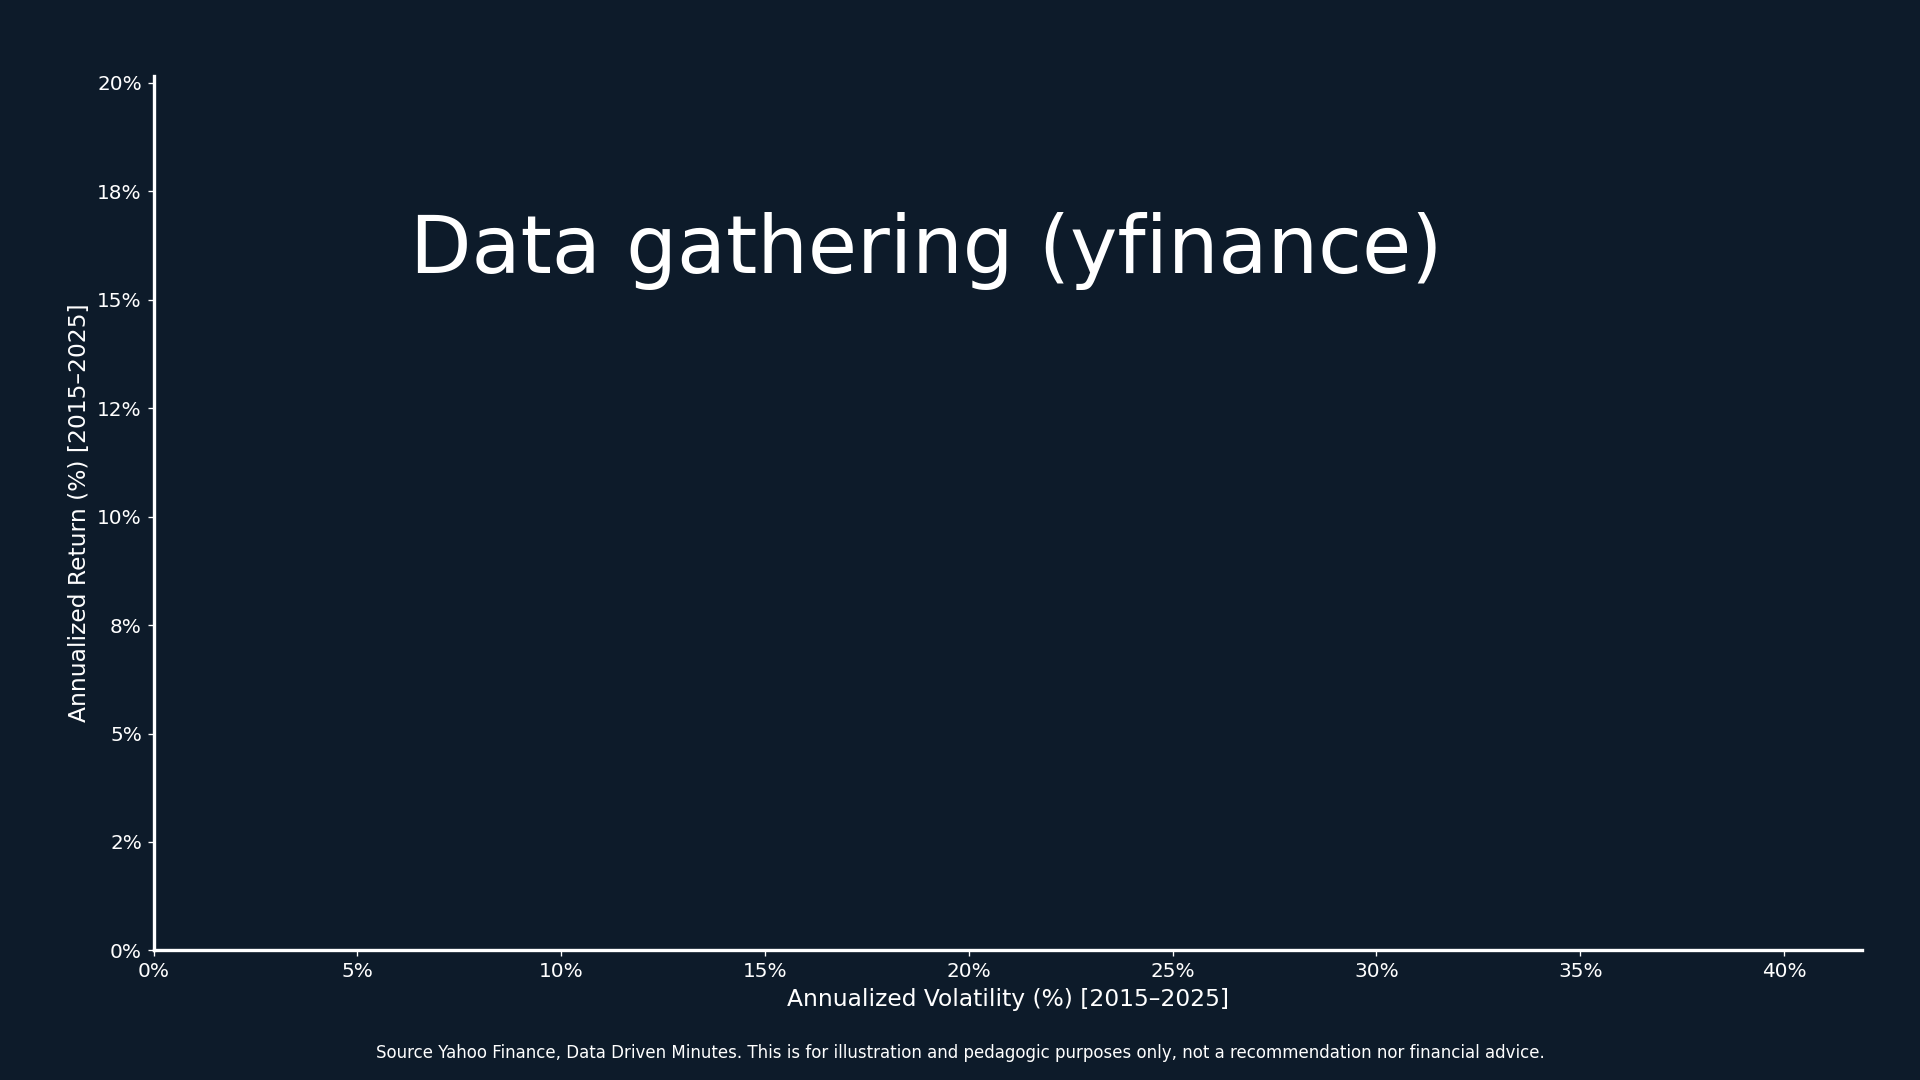 Data gathering (yfinance)
Annualized Return (%) [2015–2025]
20%
18%
15%
12%
10%
8%
5%
2%
0%
0% 5% 10% 15% 20% 25% 30% 35% 40%
Annualized Volatility (%) [2015–2025]
Source Yahoo Finance, Data Driven Minutes. This is for illustration and pedagogic purposes only, not a recommendation nor financial advice.